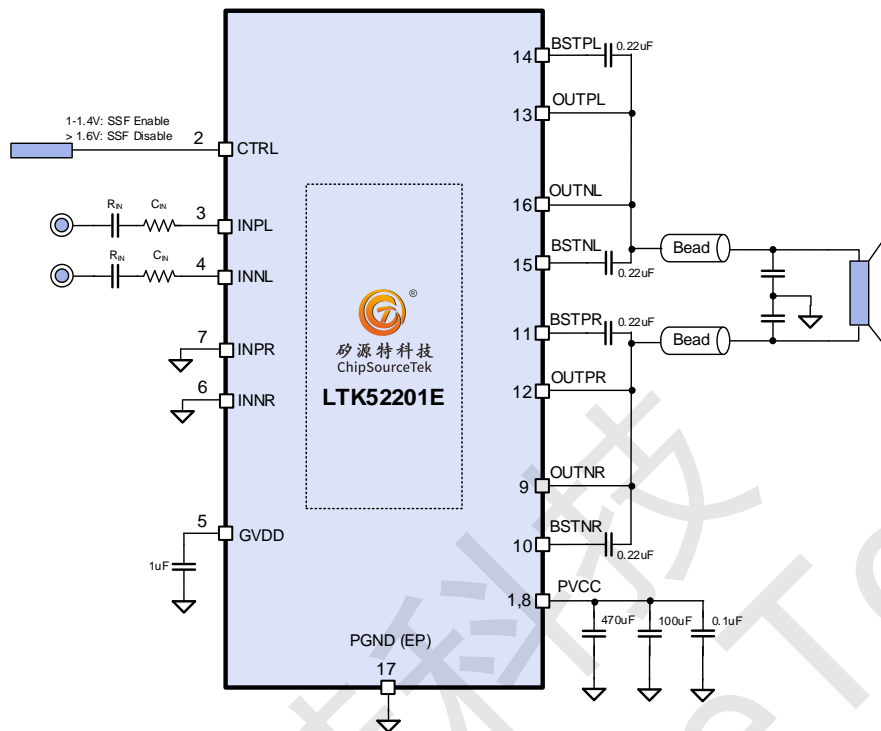 BSTPL
14
0.22uF
OUTPL
13
1-1.4V: SSF Enable
> 1.6V: SSF Disable
2
CTRL
OUTNL
16
RIN
CIN
3
INPL
BSTNL
15
0.22uF
Bead
RIN
CIN
4
INNL
®
矽源特科技
ChipSourceTek
LTK52201E
BSTPR
11
0.22uF
Bead
7
INPR
OUTPR
12
6
INNR
OUTNR
9
5
GVDD
1uF
BSTNR
10
0.22uF
PVCC
1,8
470uF
100uF
0.1uF
PGND (EP)
17